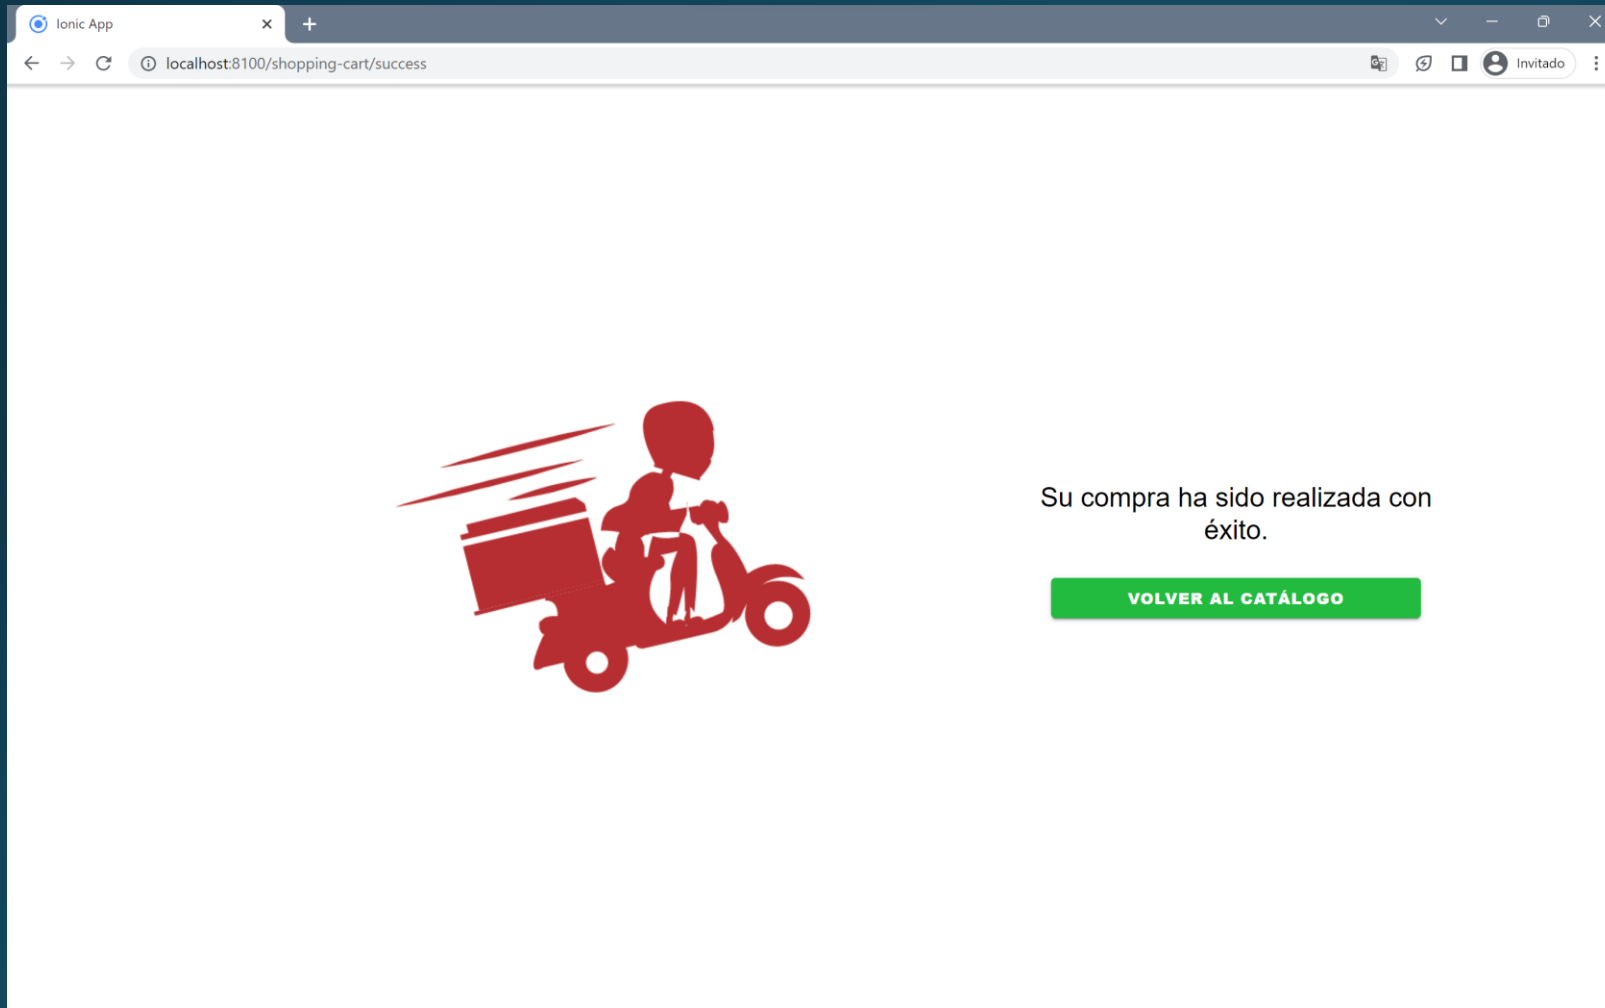 Ionic App
localhost:8100/shopping-cart/success
Invitado
Su compra ha sido realizada con
éxito.
VOLVER AL CATÁLOGO